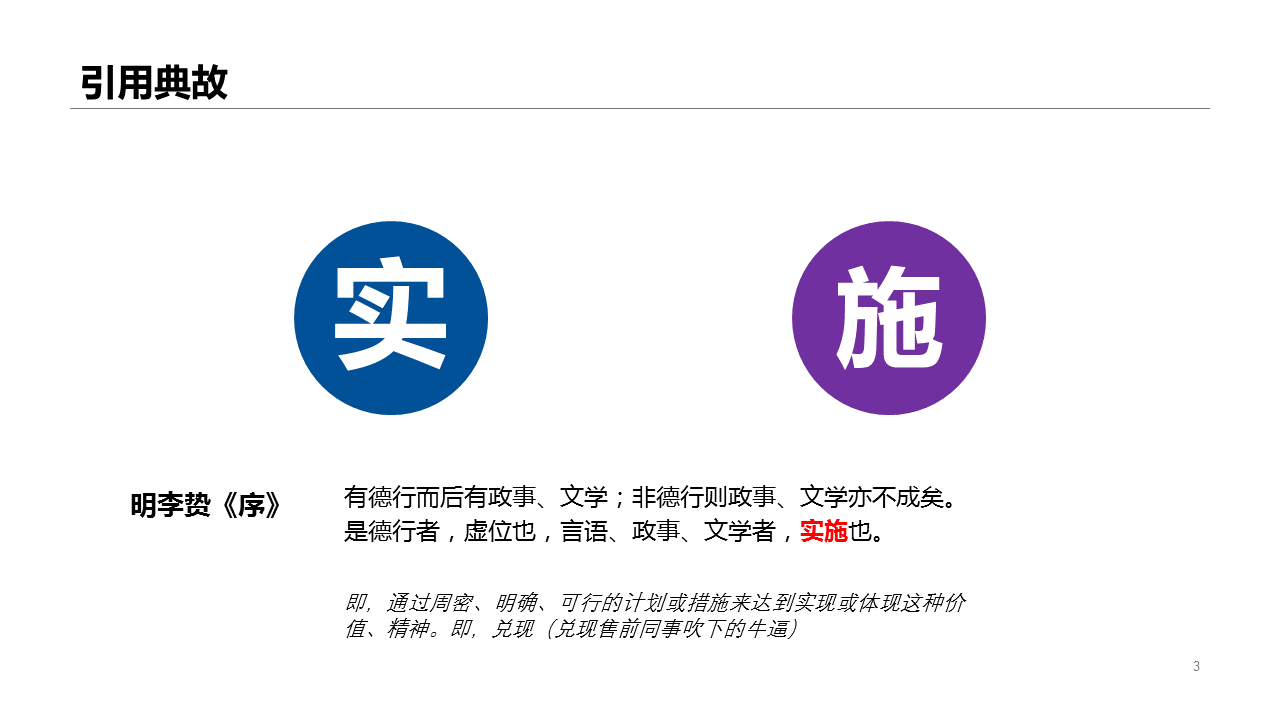 引用典故
实
施
明李贽《序》
有德行而后有政事、文学；非德行则政事、文学亦不成矣。
是德行者，虚位也，言语、政事、文学者，实施也。
即，通过周密、明确、可行的计划或措施来达到实现或体现这种价
值、精神。即，兑现（兑现售前同事吹下的牛逼）
3